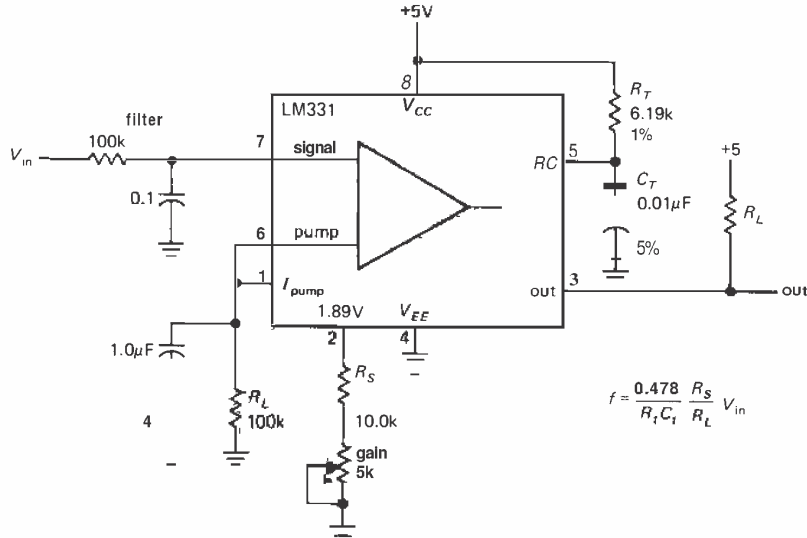 +5V
8
V_CC
LM331
R_T
6.19k
1%
filter
100k
V_in
7
signal
RC
5
+5
0.1
C_T
0.01μF
R_L
6
pump
5%
1
I_pump
out
3
out
1.89V
V_EE
2
4
1.0μF
R_S
R_L
100k
10.0k
4
gain
5k
f = 0.478/R_t C_t R_S/R_L V_in